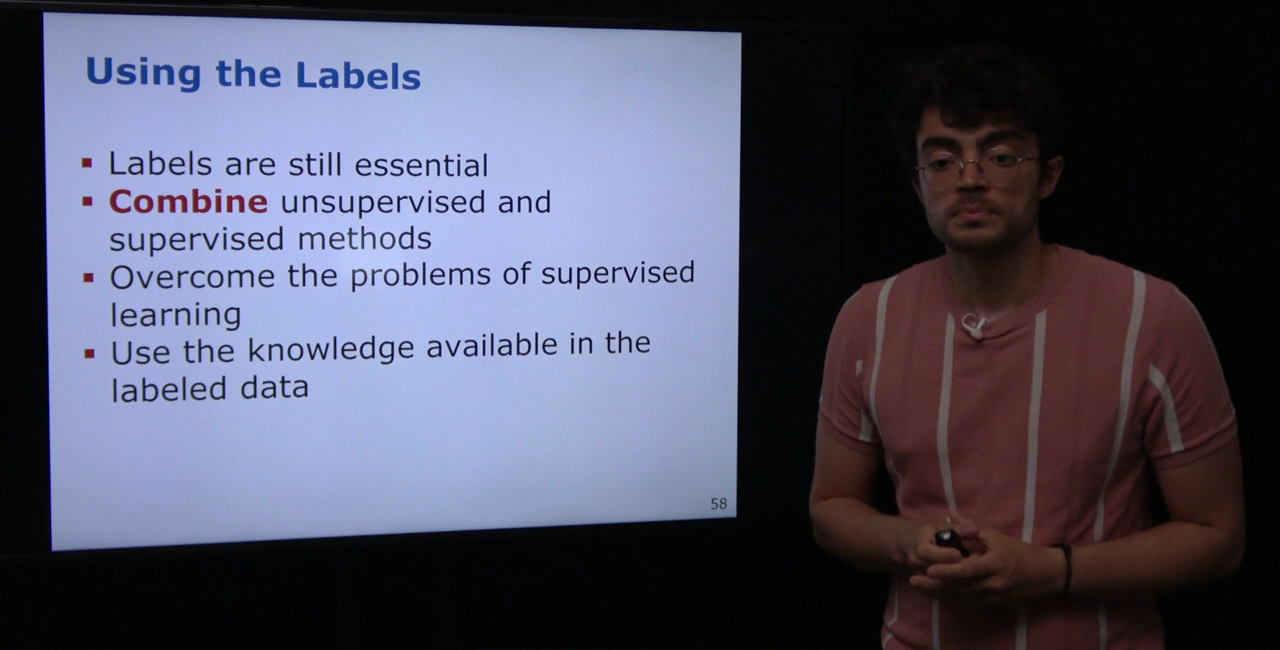 Using the Labels
▪ Labels are still essential
▪ Combine unsupervised and
supervised methods
▪ Overcome the problems of supervised
learning
▪ Use the knowledge available in the
labeled data
58